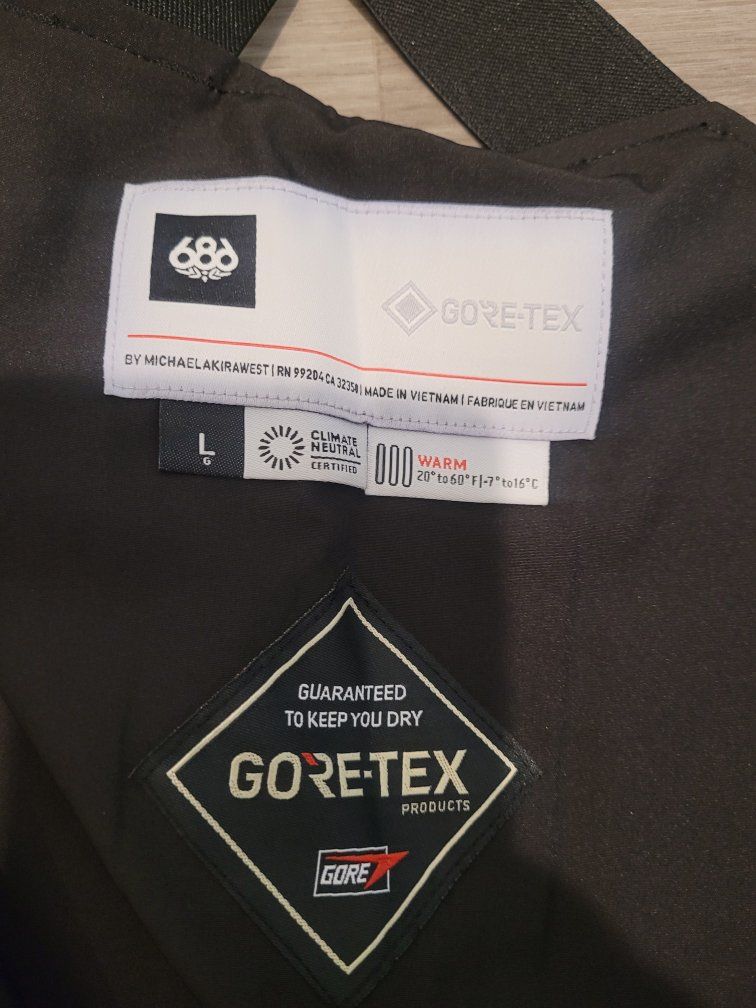 686
GORE-TEX
BY MICHAELAKIRAWEST | RN 99204 CA 32358 | MADE IN VIETNAM | FABRIQUE EN VIETNAM
L
G
CLIMATE
NEUTRAL
CERTIFIED
WARM
20° to 60° F | -7° to 16° C
GUARANTEED
TO KEEP YOU DRY
GORE-TEX
PRODUCTS
GORE